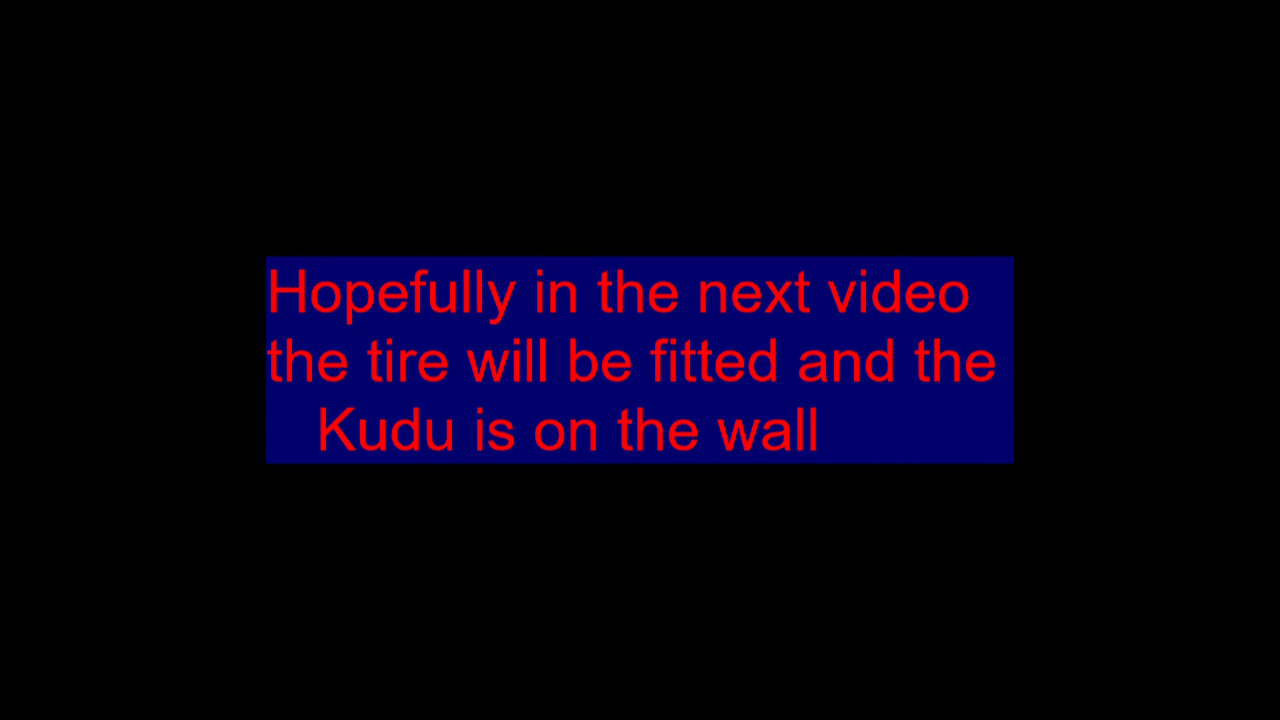 Hopefully in the next video
the tire will be fitted and the
Kudu is on the wall